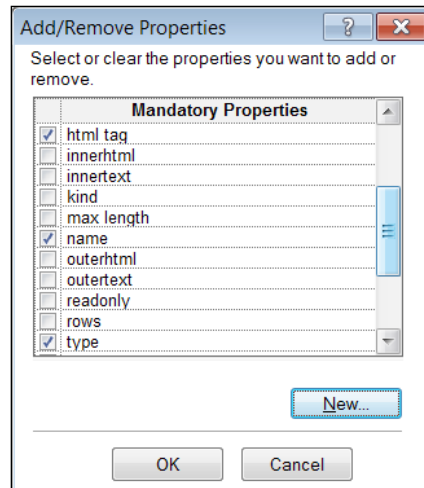 Add/Remove Properties
Select or clear the properties you want to add or
remove.
Mandatory Properties
html tag
innerhtml
innertext
kind
max length
name
outerhtml
outertext
readonly
rows
type
New...
OK Cancel